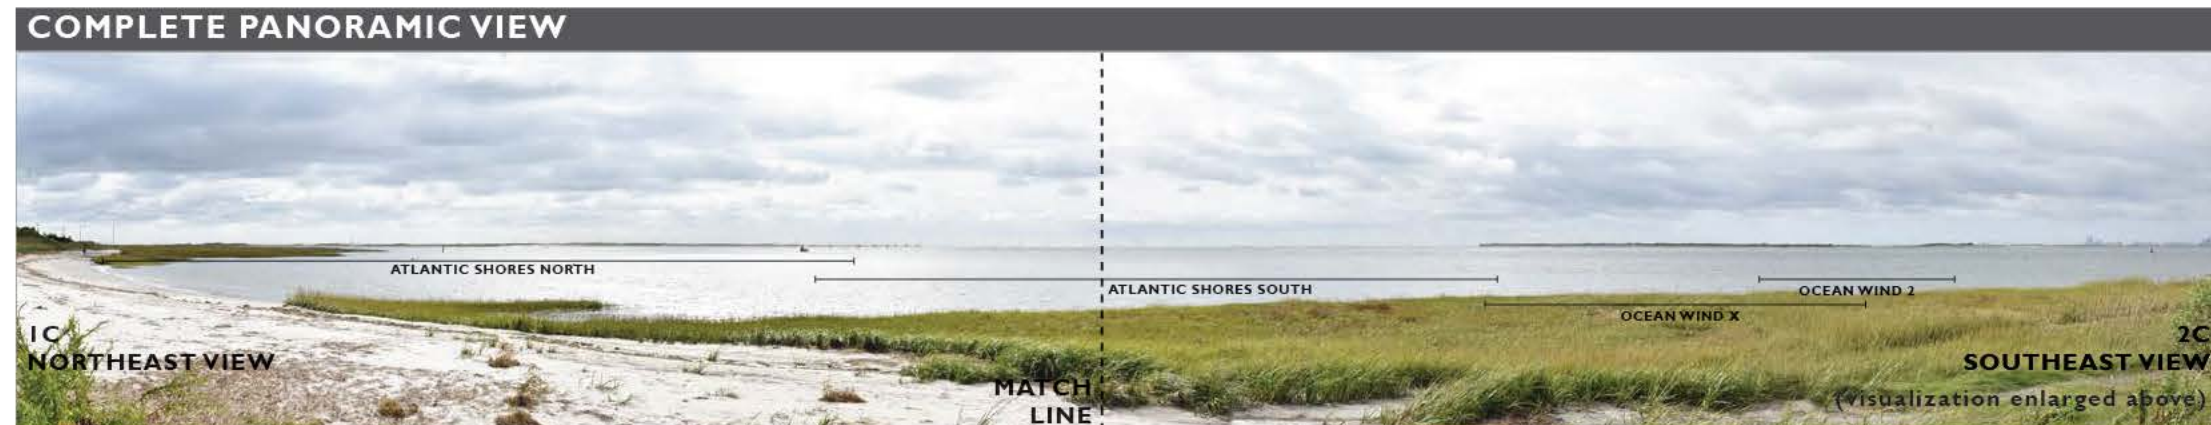 COMPLETE PANORAMIC VIEW
ATLANTIC SHORES NORTH
ATLANTIC SHORES SOUTH
OCEAN WIND 2
OCEAN WIND X
1C
NORTHEAST VIEW
2C
SOUTHEAST VIEW
MATCH
LINE
(visualization enlarged above)